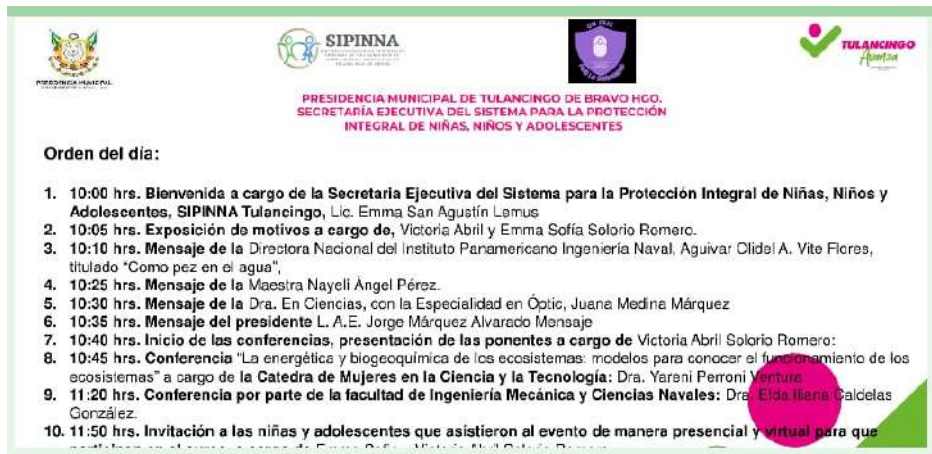 PRESIDENCIA MUNICIPAL
SIPINNA
TULANCINGO
Avanza
PRESIDENCIA MUNICIPAL DE TULANCINGO DE BRAVO HGO.
SECRETARÍA EJECUTIVA DEL SISTEMA PARA LA PROTECCIÓN
INTEGRAL DE NIÑAS, NIÑOS Y ADOLESCENTES
Orden del día:
1. 10:00 hrs. Bienvenida a cargo de la Secretaria Ejecutiva del Sistema para la Protección Integral de Niñas, Niños y
Adolescentes, SIPINNA Tulancingo, Lic. Emma San Agustín Lemus
2. 10:05 hrs. Exposición de motivos a cargo de, Victoria Abril y Emma Sofía Solorio Romero.
3. 10:10 hrs. Mensaje de la Directora Nacional del Instituto Panamericano Ingeniería Naval, Aguivar Clidel A. Vite Flores,
titulado "Como pez en el agua",
4. 10:25 hrs. Mensaje de la Maestra Nayeli Ángel Pérez.
5. 10:30 hrs. Mensaje de la Dra. En Ciencias, con la Especialidad en Óptic, Juana Medina Márquez
6. 10:35 hrs. Mensaje del presidente L. A.E. Jorge Márquez Alvarado Mensaje
7. 10:40 hrs. Inicio de las conferencias, presentación de las ponentes a cargo de Victoria Abril Solorio Romero:
8. 10:45 hrs. Conferencia "La energética y biogeoquímica de los ecosistemas: modelos para conocer el funcionamiento de los
ecosistemas" a cargo de la Catedra de Mujeres en la Ciencia y la Tecnología: Dra. Yareni Perroni Ventura
9. 11:20 hrs. Conferencia por parte de la facultad de Ingeniería Mecánica y Ciencias Navales: Dra. Elda Iliana Caldelas
González.
10. 11:50 hrs. Invitación a las niñas y adolescentes que asistieron al evento de manera presencial y virtual para que